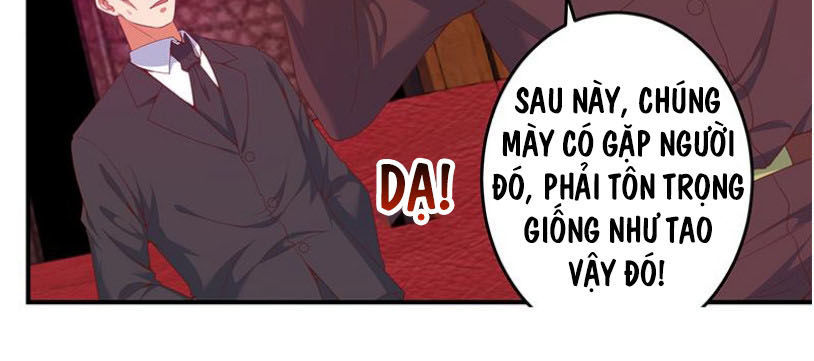 SAU NÀY, CHÚNG
MÀY CÓ GẶP NGƯỜI
ĐÓ, PHẢI TÔN TRỌNG
GIỐNG NHƯ TAO
VẬY ĐÓ!
DẠ!